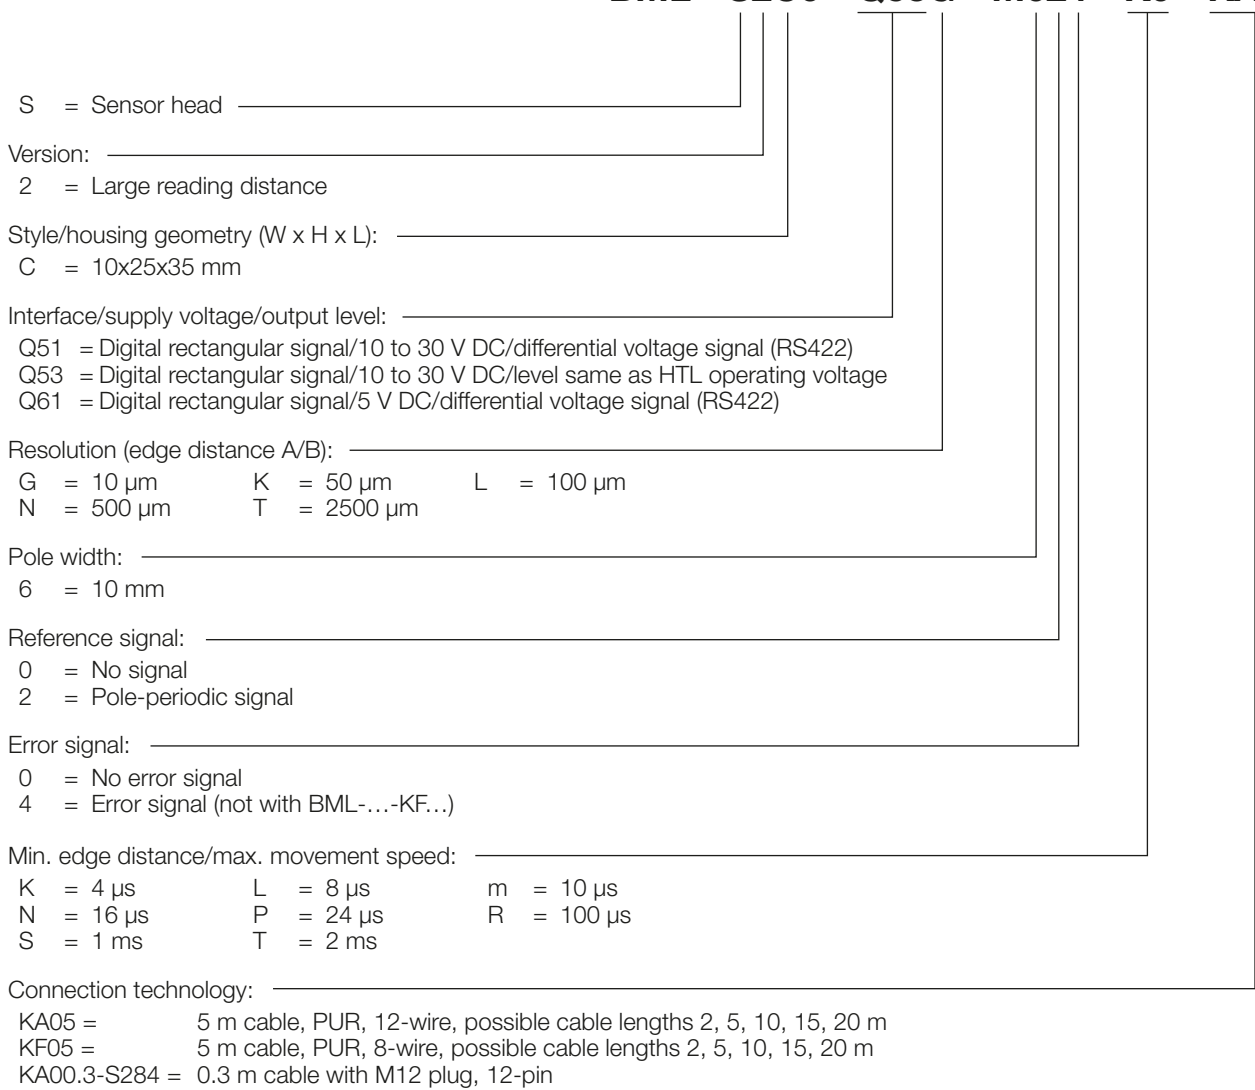 S = Sensor head
Version:
2 = Large reading distance
Style/housing geometry (W x H x L):
C = 10x25x35 mm
Interface/supply voltage/output level:
Q51 = Digital rectangular signal/10 to 30 V DC/differential voltage signal (RS422)
Q53 = Digital rectangular signal/10 to 30 V DC/level same as HTL operating voltage
Q61 = Digital rectangular signal/5 V DC/differential voltage signal (RS422)
Resolution (edge distance A/B):
G = 10 µm K = 50 µm L = 100 µm
N = 500 µm T = 2500 µm
Pole width:
6 = 10 mm
Reference signal:
0 = No signal
2 = Pole-periodic signal
Error signal:
0 = No error signal
4 = Error signal (not with BML-…-KF…)
Min. edge distance/max. movement speed:
K = 4 µs L = 8 µs m = 10 µs
N = 16 µs P = 24 µs R = 100 µs
S = 1 ms T = 2 ms
Connection technology:
KA05 = 5 m cable, PUR, 12-wire, possible cable lengths 2, 5, 10, 15, 20 m
KF05 = 5 m cable, PUR, 8-wire, possible cable lengths 2, 5, 10, 15, 20 m
KA00.3-S284 = 0.3 m cable with M12 plug, 12-pin